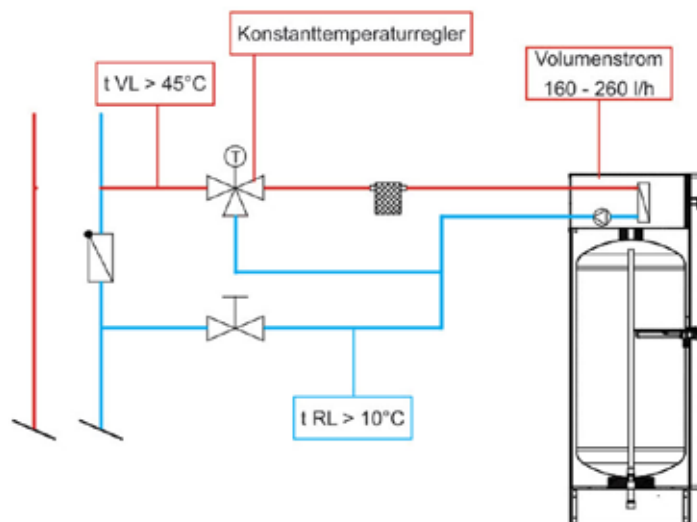 Konstanttemperaturregler
Volumenstrom
160 - 260 l/h
t VL > 45°C
T
t RL > 10°C